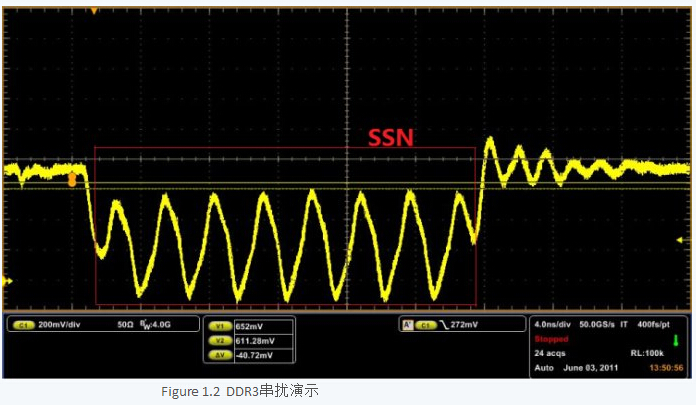 SSN
C1 200mV/div 50Ω BW:4.0G
V1 652mV
V2 611.28mV
ΔV -40.72mV
A' C1 272mV
4.0ns/div 50.0GS/s IT 400fs/pt
Stopped
24 acqs RL:100k
Auto June 03, 2011 13:50:56
Figure 1.2 DDR3串扰演示